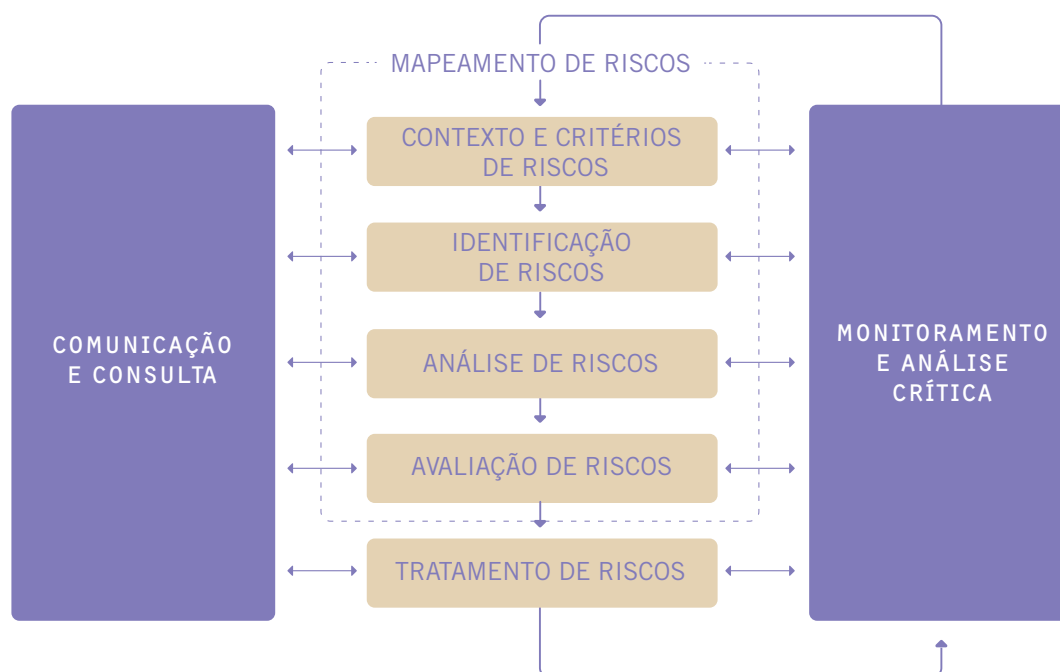 MAPEAMENTO DE RISCOS
CONTEXTO E CRITÉRIOS
DE RISCOS
IDENTIFICAÇÃO
DE RISCOS
ANÁLISE DE RISCOS
AVALIAÇÃO DE RISCOS
TRATAMENTO DE RISCOS
COMUNICAÇÃO
E CONSULTA
MONITORAMENTO
E ANÁLISE
CRÍTICA